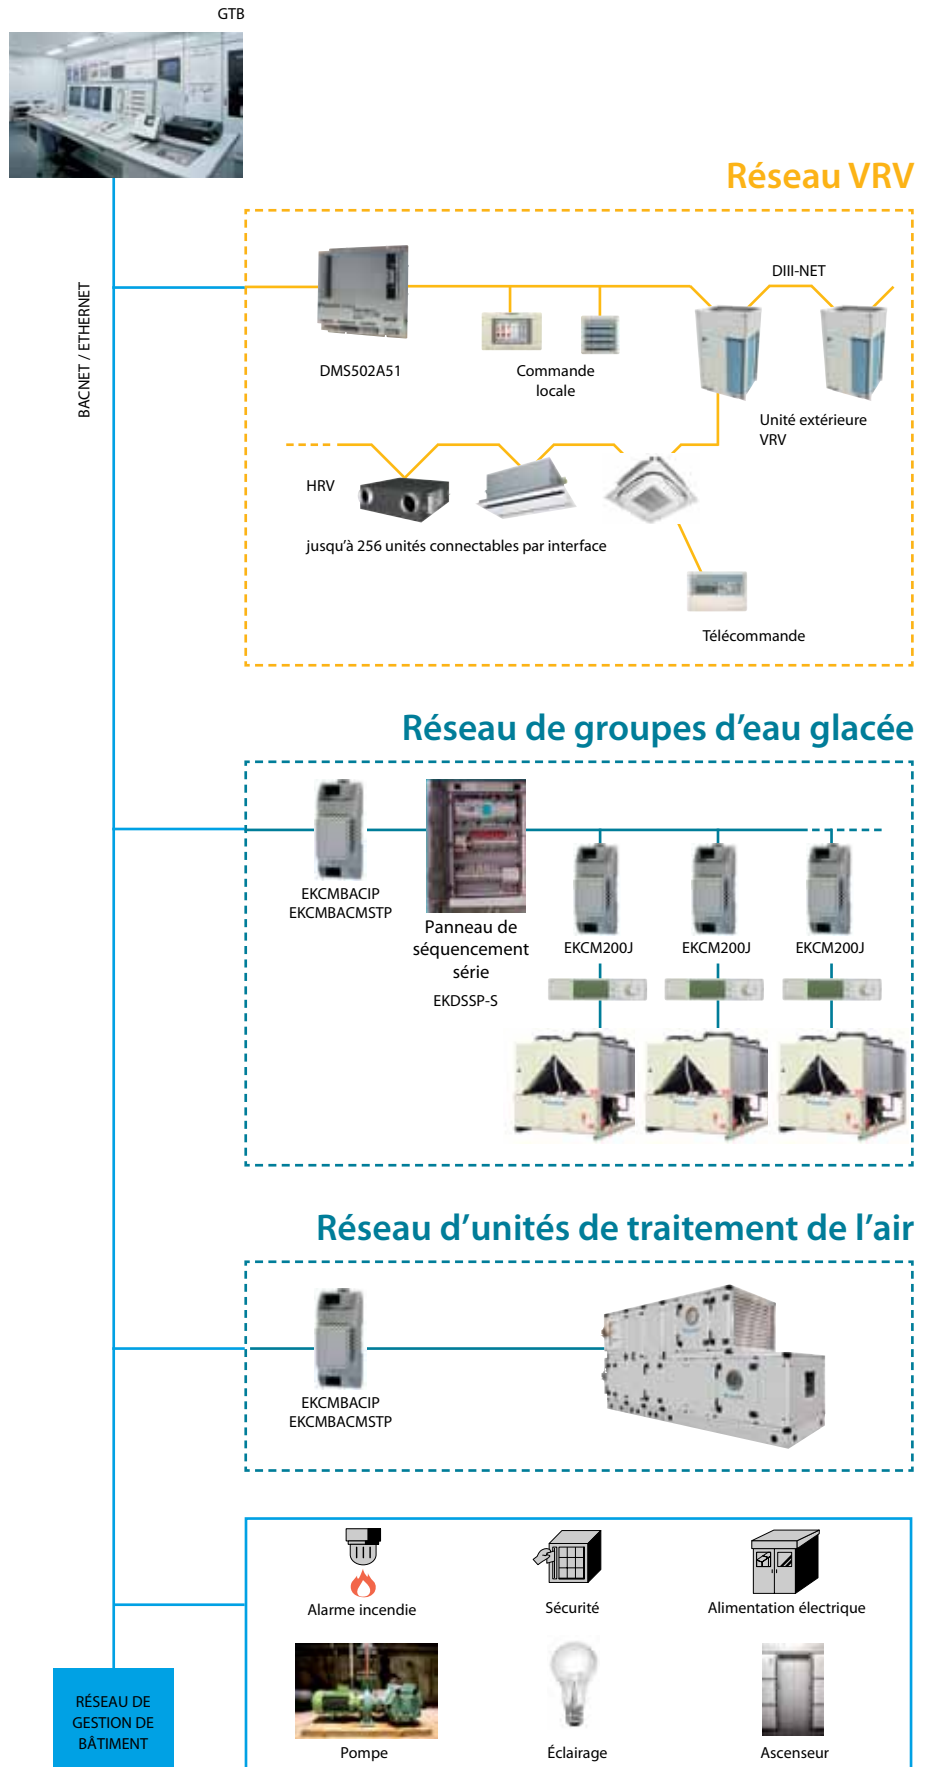 GTB
BACNET / ETHERNET
Réseau VRV
DIII-NET
DMS502A51
Commande
locale
Unité extérieure
VRV
HRV
jusqu'à 256 unités connectables par interface
Télécommande
Réseau de groupes d'eau glacée
EKCMBACIP
EKCMBACMSTP
Panneau de
séquencement
série
EKDSSP-S
EKCM200J
EKCM200J
EKCM200J
Réseau d'unités de traitement de l'air
EKCMBACIP
EKCMBACMSTP
Alarme incendie
Sécurité
Alimentation électrique
RÉSEAU DE
GESTION DE
BÂTIMENT
Pompe
Éclairage
Ascenseur